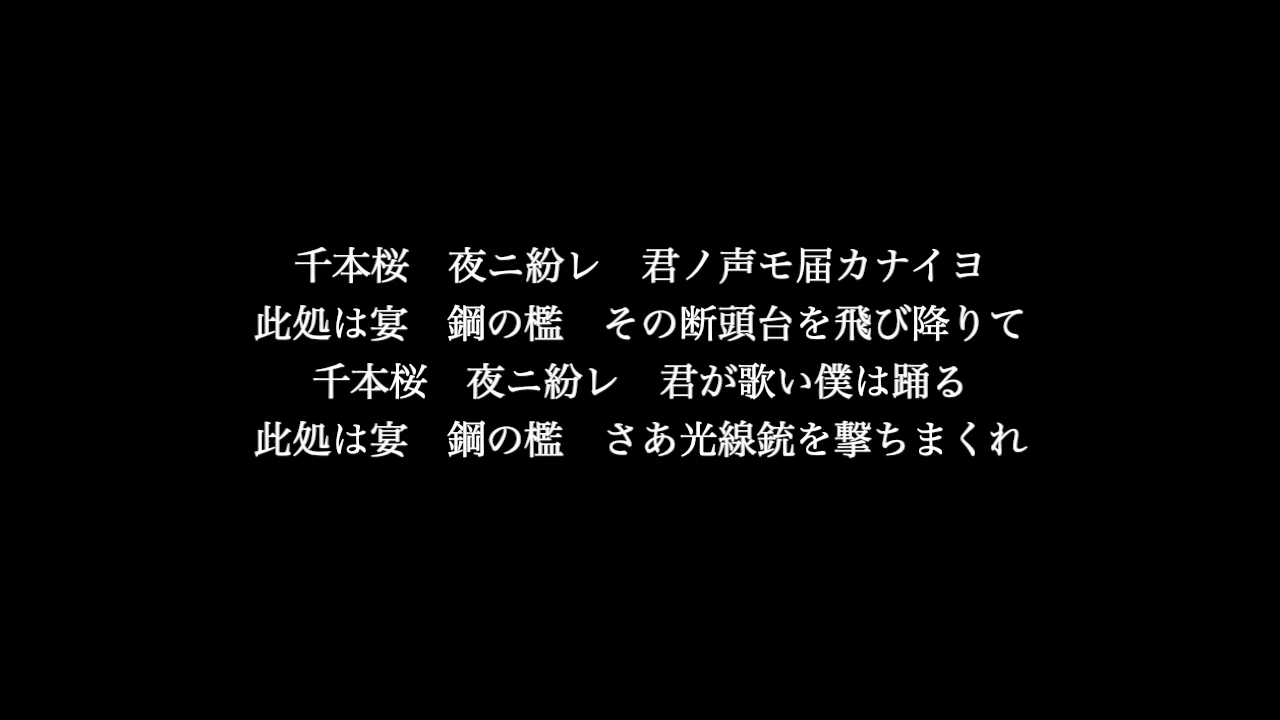 千本桜　夜ニ紛レ　君ノ声モ届カナイヨ
此処は宴　鋼の檻　その断頭台を飛び降りて
千本桜　夜ニ紛レ　君が歌い僕は踊る
此処は宴　鋼の檻　さあ光線銃を撃ちまくれ